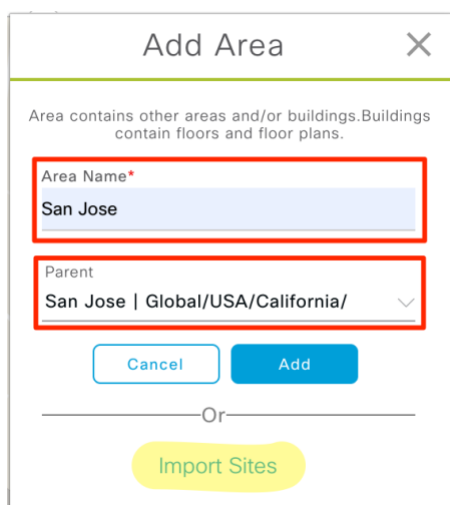 Add Area
Area contains other areas and/or buildings.Buildings
contain floors and floor plans.
Area Name*
San Jose
Parent
San Jose | Global/USA/California/
Cancel Add
Or
Import Sites